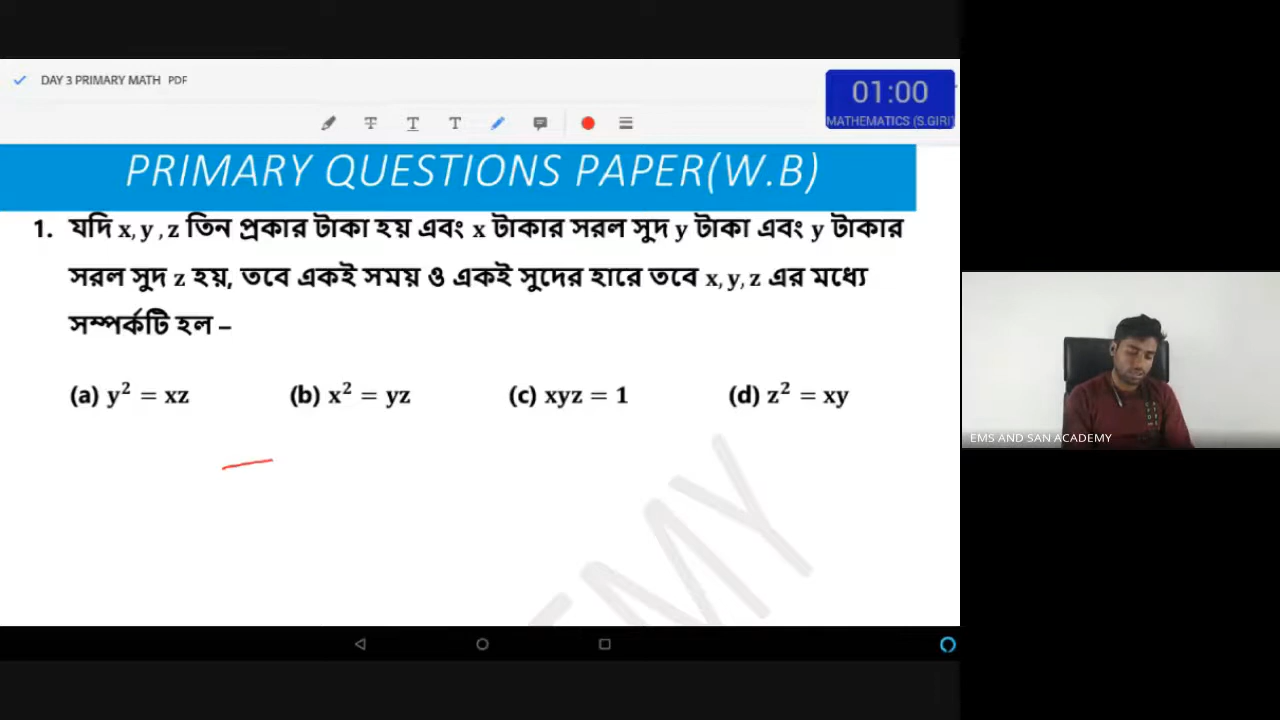 DAY 3 PRIMARY MATH PDF
01:00
MATHEMATICS (S.GIRI)
PRIMARY QUESTIONS PAPER(W.B)
1. যদি x, y , z তিন প্রকার টাকা হয় এবং x টাকার সরল সুদ y টাকা এবং y টাকার
সরল সুদ z হয়, তবে একই সময় ও একই সুদের হারে তবে x, y, z এর মধ্যে
সম্পর্কটি হল –
(a) y² = xz (b) x² = yz (c) xyz = 1 (d) z² = xy
EMY
EMS AND SAN ACADEMY